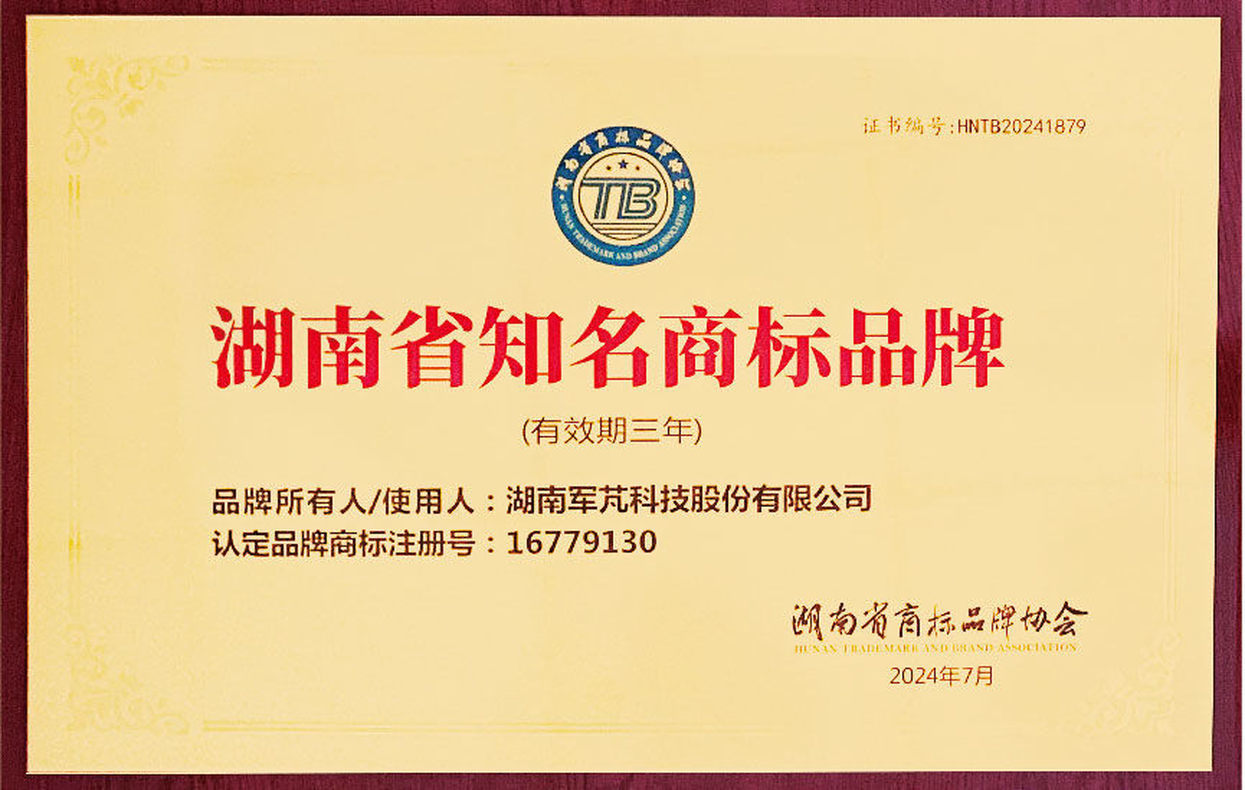 证书编号:HNTB20241879
湖南省商标品牌协会
TB
HUNAN TRADEMARK AND BRAND ASSOCIATION
湖南省知名商标品牌
(有效期三年)
品牌所有人/使用人：湖南军芃科技股份有限公司
认定品牌商标注册号：16779130
湖南省商标品牌协会
HUNAN TRADEMARK AND BRAND ASSOCIATION
2024年7月